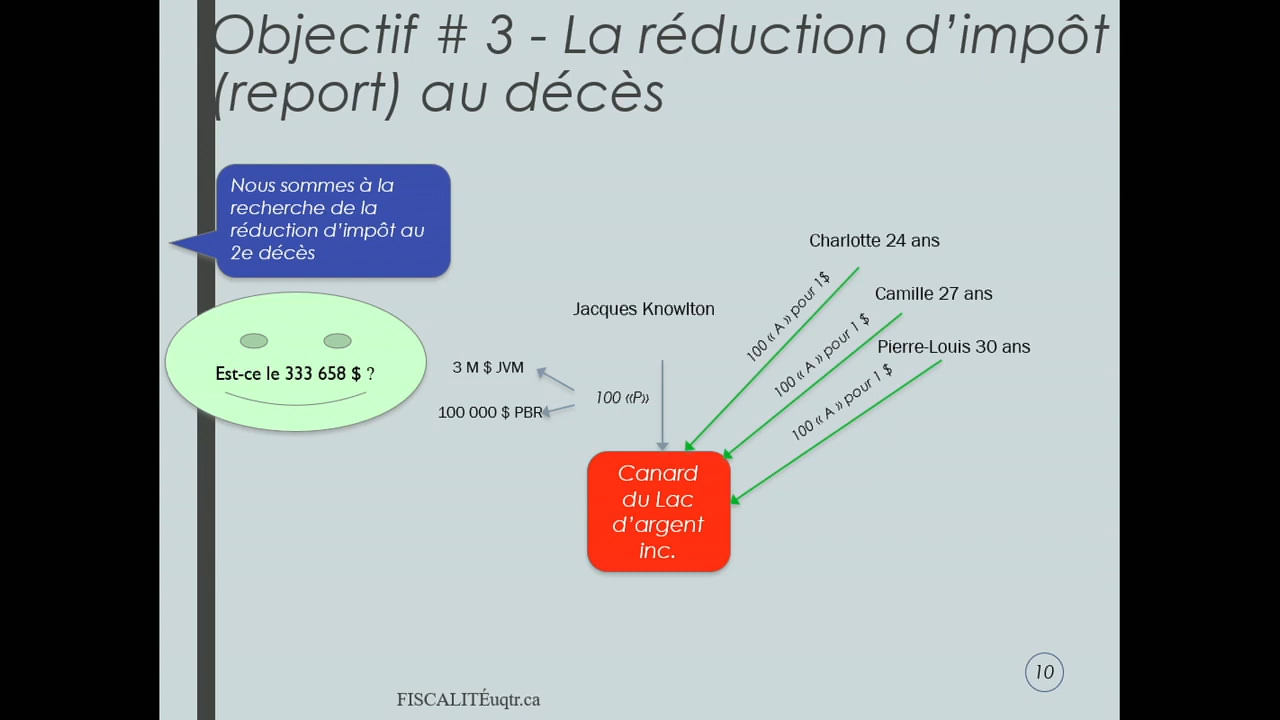 Objectif # 3 - La réduction d'impôt
(report) au décès
Nous sommes à la
recherche de la
réduction d'impôt au
2e décès
Est-ce le 333 658 $ ?
Charlotte 24 ans
Camille 27 ans
Pierre-Louis 30 ans
Jacques Knowlton
100 « A » pour 1$
100 « A » pour 1 $
100 « A » pour 1 $
3 M $ JVM
100 «P»
100 000 $ PBR
Canard
du Lac
d'argent
inc.
FISCALITÉuqtr.ca
10